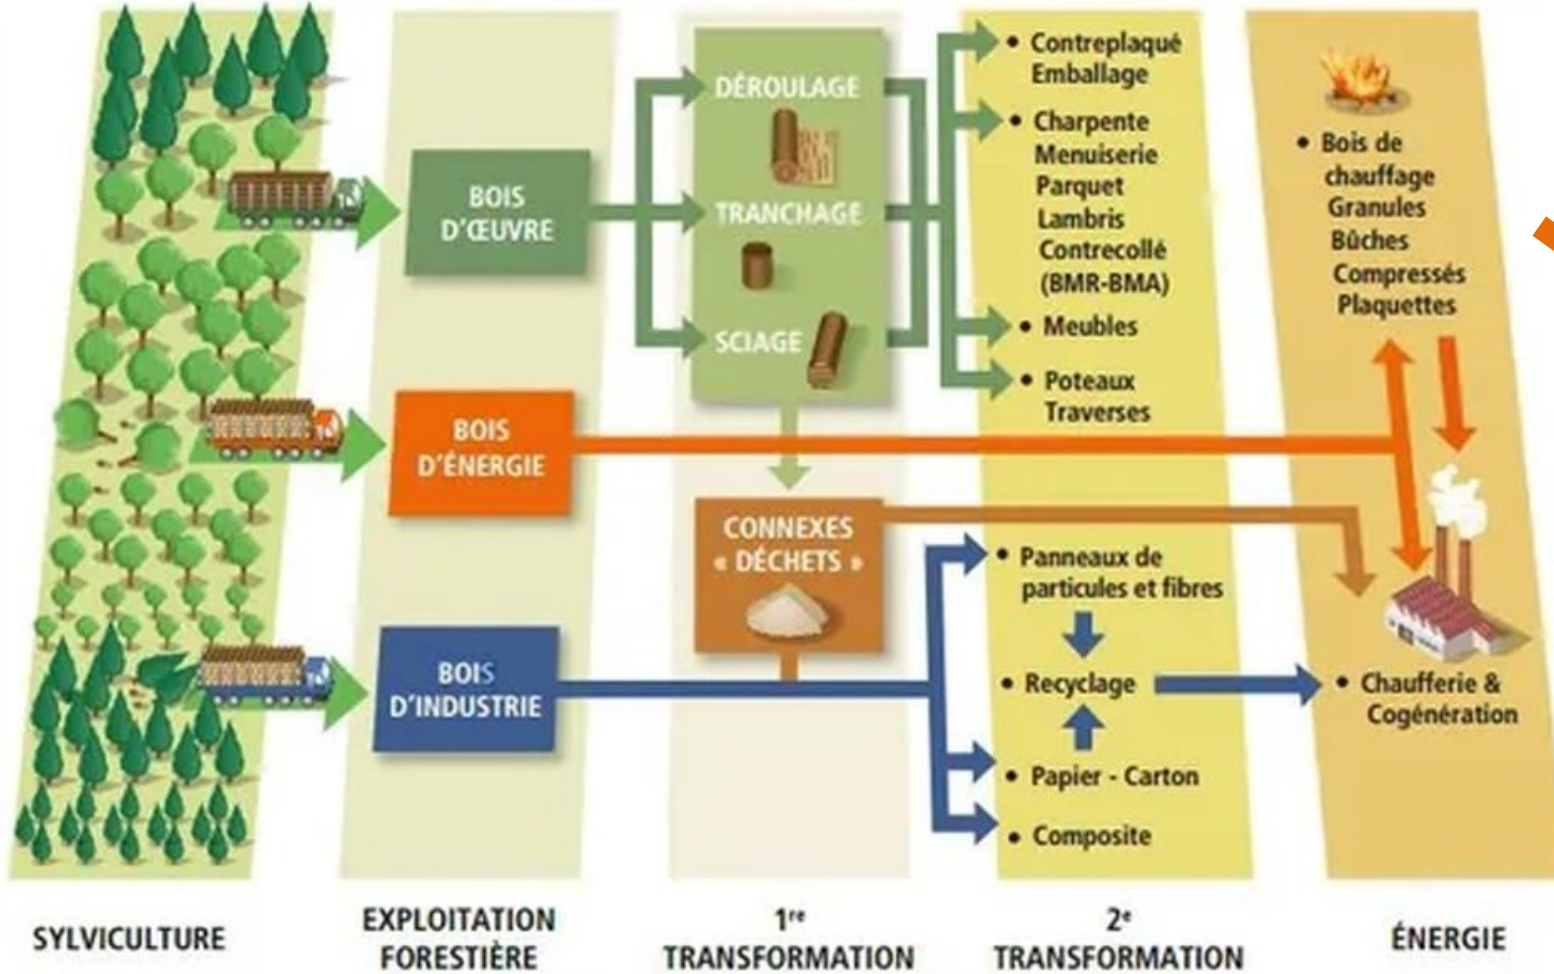 BOIS
D'ŒUVRE
BOIS
D'ÉNERGIE
BOIS
D'INDUSTRIE
DÉROULAGE
TRANCHAGE
SCIAGE
CONNEXES
« DÉCHETS »
• Contreplaqué
Emballage
• Charpente
Menuiserie
Parquet
Lambris
Contrecollé
(BMR-BMA)
• Meubles
• Poteaux
Traverses
• Panneaux de
particules et fibres
• Recyclage
• Papier - Carton
• Composite
• Bois de
chauffage
Granules
Bûches
Compressés
Plaquettes
• Chaufferie &
Cogénération
SYLVICULTURE
EXPLOITATION
FORESTIÈRE
1re
TRANSFORMATION
2e
TRANSFORMATION
ÉNERGIE